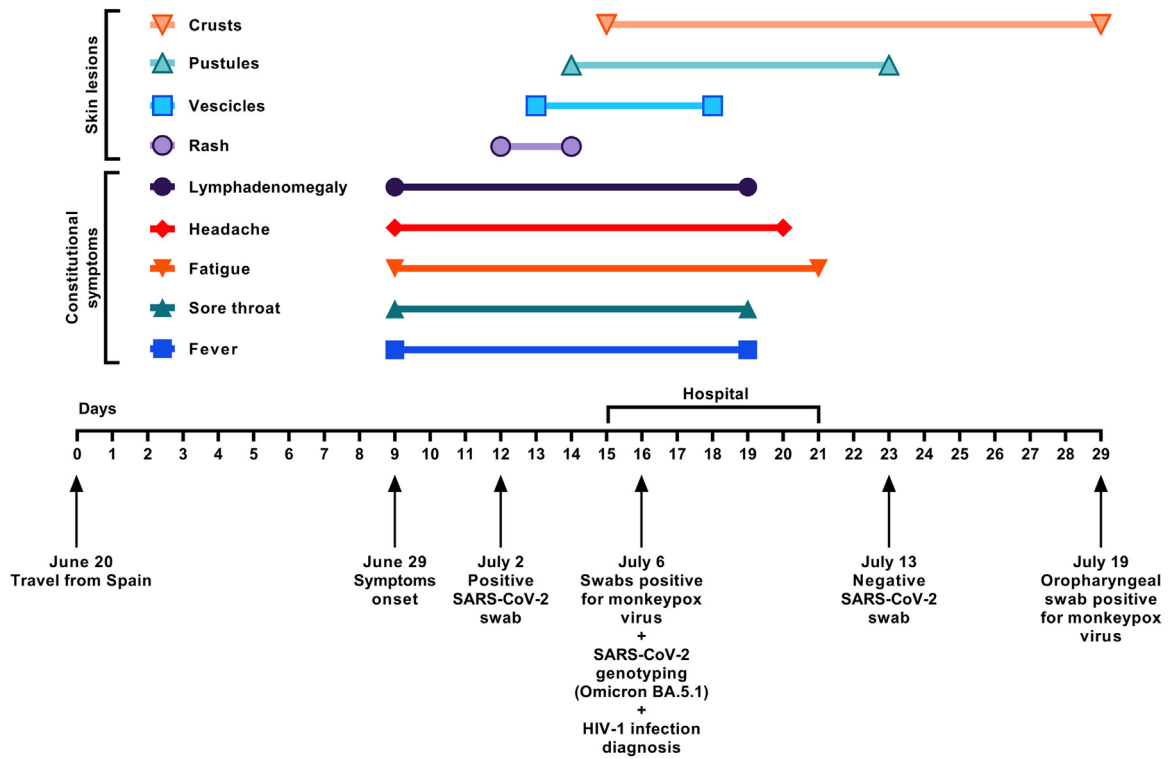 Skin lesions
Crusts
Pustules
Vescicles
Rash
Constitutional
symptoms
Lymphadenomegaly
Headache
Fatigue
Sore throat
Fever
Hospital
Days
0 1 2 3 4 5 6 7 8 9 10 11 12 13 14 15 16 17 18 19 20 21 22 23 24 25 26 27 28 29
June 20
Travel from Spain
June 29
Symptoms
onset
July 2
Positive
SARS-CoV-2
swab
July 6
Swabs positive
for monkeypox
virus
+
SARS-CoV-2
genotyping
(Omicron BA.5.1)
+
HIV-1 infection
diagnosis
July 13
Negative
SARS-CoV-2
swab
July 19
Oropharyngeal
swab positive
for monkeypox
virus